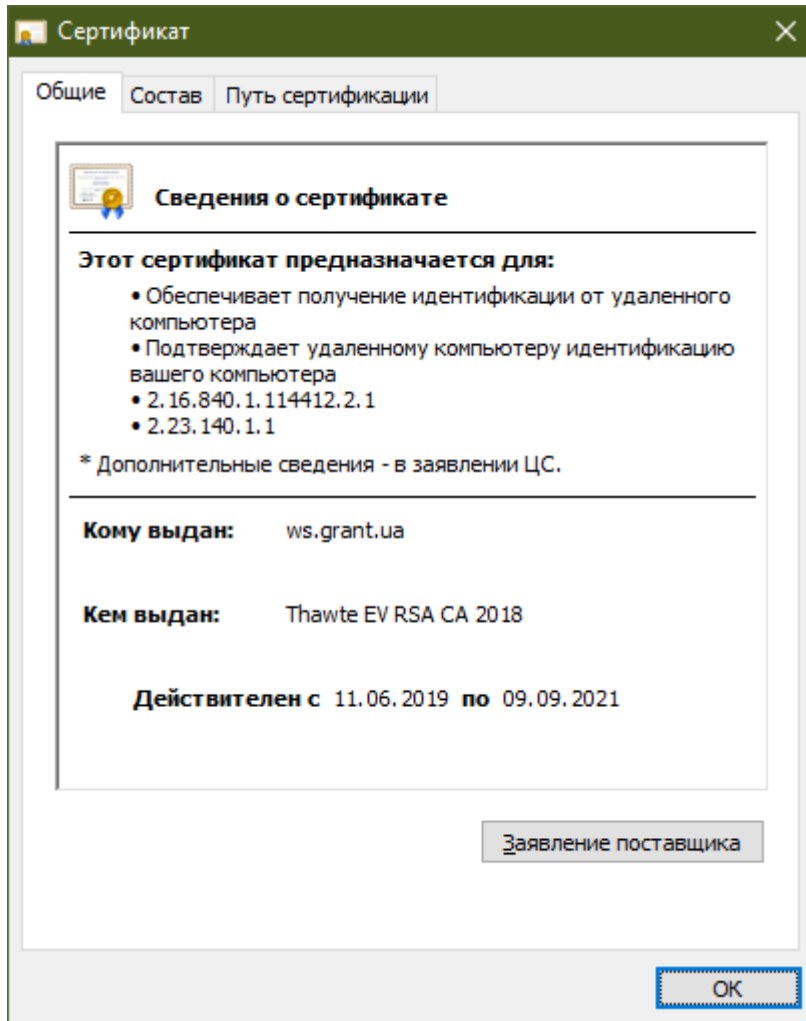 Сертификат
Общие Состав Путь сертификации
Сведения о сертификате
Этот сертификат предназначается для:
• Обеспечивает получение идентификации от удаленного
компьютера
• Подтверждает удаленному компьютеру идентификацию
вашего компьютера
• 2.16.840.1.114412.2.1
• 2.23.140.1.1
* Дополнительные сведения - в заявлении ЦС.
Кому выдан: ws.grant.ua
Кем выдан: Thawte EV RSA CA 2018
Действителен с 11.06.2019 по 09.09.2021
Заявление поставщика
ОК